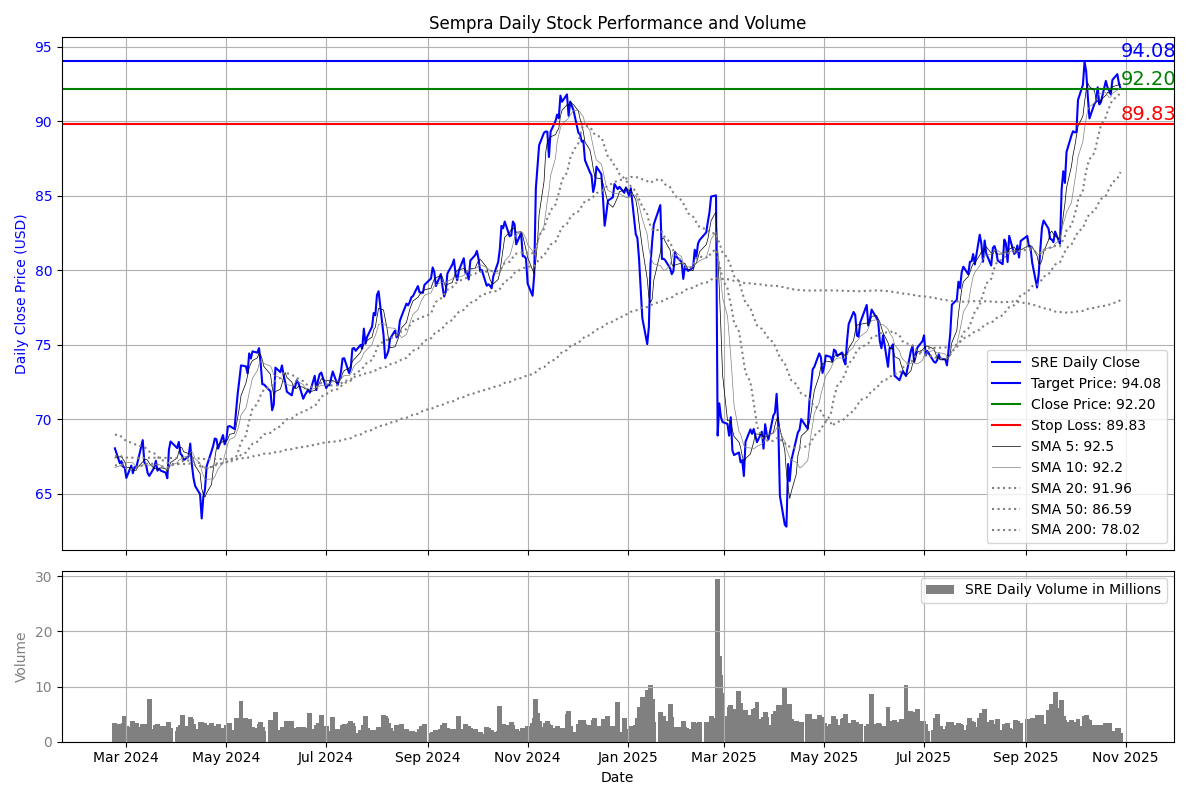 Sempra Daily Stock Performance and Volume
Daily Close Price (USD)
95
90
85
80
75
70
65
94.08
92.20
89.83
SRE Daily Close
Target Price: 94.08
Close Price: 92.20
Stop Loss: 89.83
SMA 5: 92.5
SMA 10: 92.2
SMA 20: 91.96
SMA 50: 86.59
SMA 200: 78.02
Volume
30
20
10
0
SRE Daily Volume in Millions
Mar 2024 May 2024 Jul 2024 Sep 2024 Nov 2024 Jan 2025 Mar 2025 May 2025 Jul 2025 Sep 2025 Nov 2025
Date